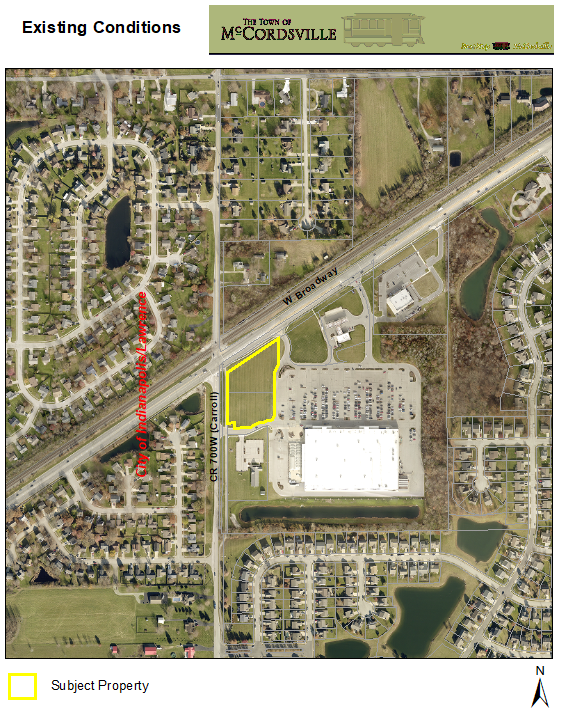 Existing Conditions
THE TOWN OF
MCCORDSVILLE
W Broadway
City of Indianapolis/Lawrence
CR 700W (Carroll)
Subject Property
N